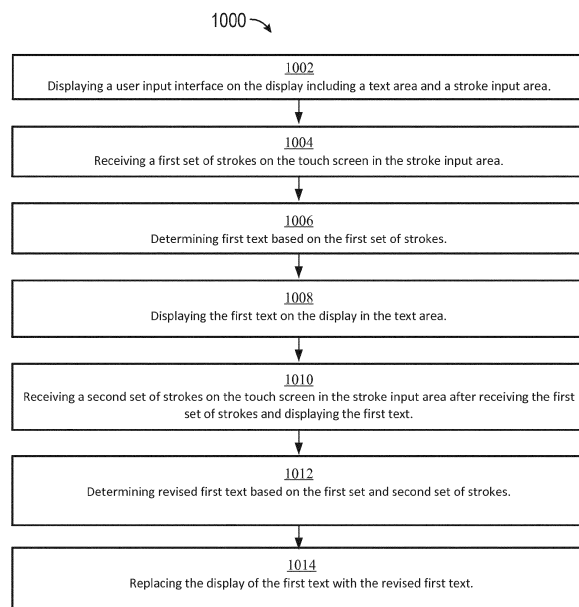 1000
1002
Displaying a user input interface on the display including a text area and a stroke input area.
1004
Receiving a first set of strokes on the touch screen in the stroke input area.
1006
Determining first text based on the first set of strokes.
1008
Displaying the first text on the display in the text area.
1010
Receiving a second set of strokes on the touch screen in the stroke input area after receiving the first
set of strokes and displaying the first text.
1012
Determining revised first text based on the first set and second set of strokes.
1014
Replacing the display of the first text with the revised first text.